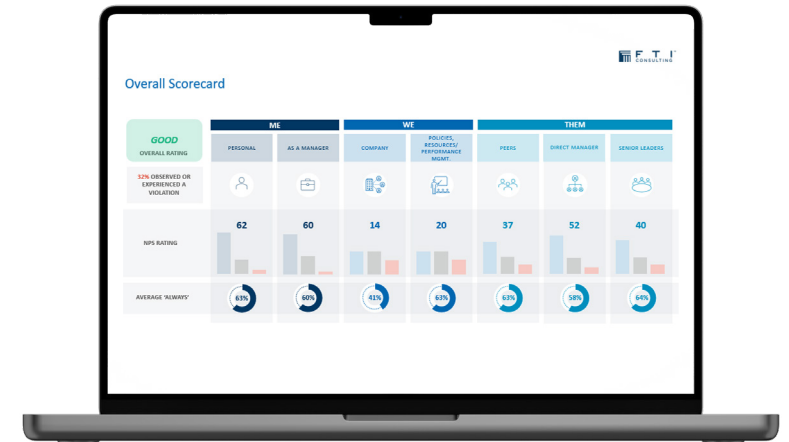 F T I
CONSULTING
Overall Scorecard
ME
WE
THEM
GOOD
OVERALL RATING
PERSONAL
AS A MANAGER
COMPANY
POLICIES,
RESOURCES/
PERFORMANCE
MGMT.
PEERS
DIRECT MANAGER
SENIOR LEADERS
32% OBSERVED OR
EXPERIENCED A
VIOLATION
NPS RATING
62
60
14
20
37
52
40
AVERAGE 'ALWAYS'
63%
60%
41%
63%
63%
58%
64%